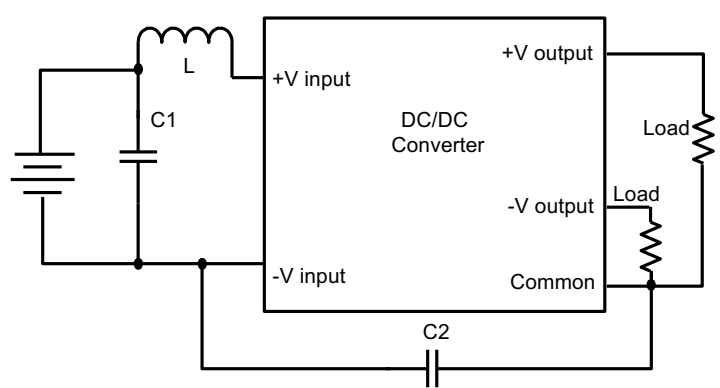 L
+V input
C1
DC/DC
Converter
+V output
Load
Load
-V output
-V input
Common
C2